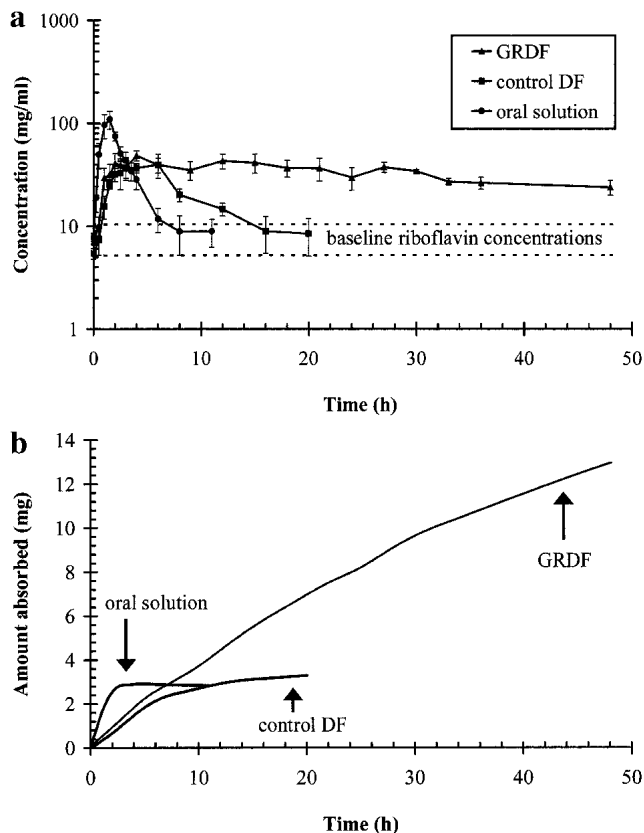 a
Concentration (mg/ml)
1000
100
10
1
GRDF
control DF
oral solution
baseline riboflavin concentrations
0 10 20 30 40 50
Time (h)
b
Amount absorbed (mg)
14
12
10
8
6
4
2
0
oral solution
GRDF
control DF
0 10 20 30 40 50
Time (h)